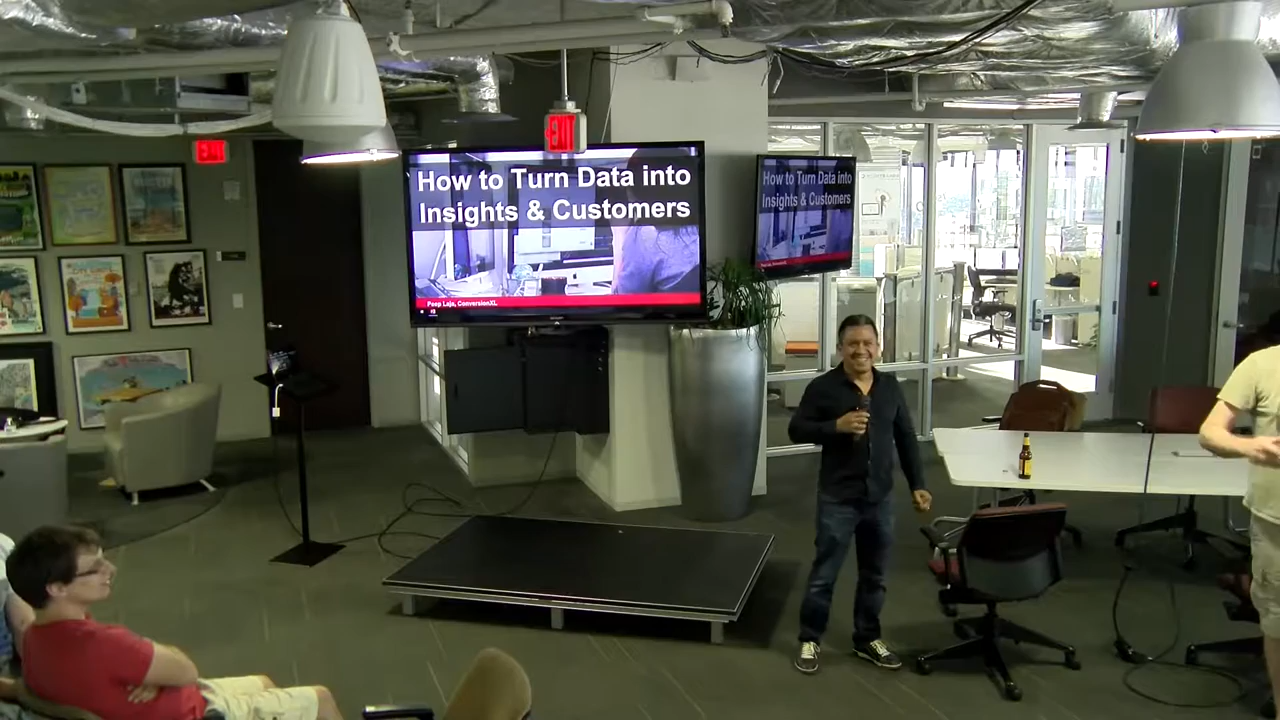 EXIT
EXIT
How to Turn Data into
Insights & Customers
Peep Laja, ConversionXL
How to Turn Data into
Insights & Customers